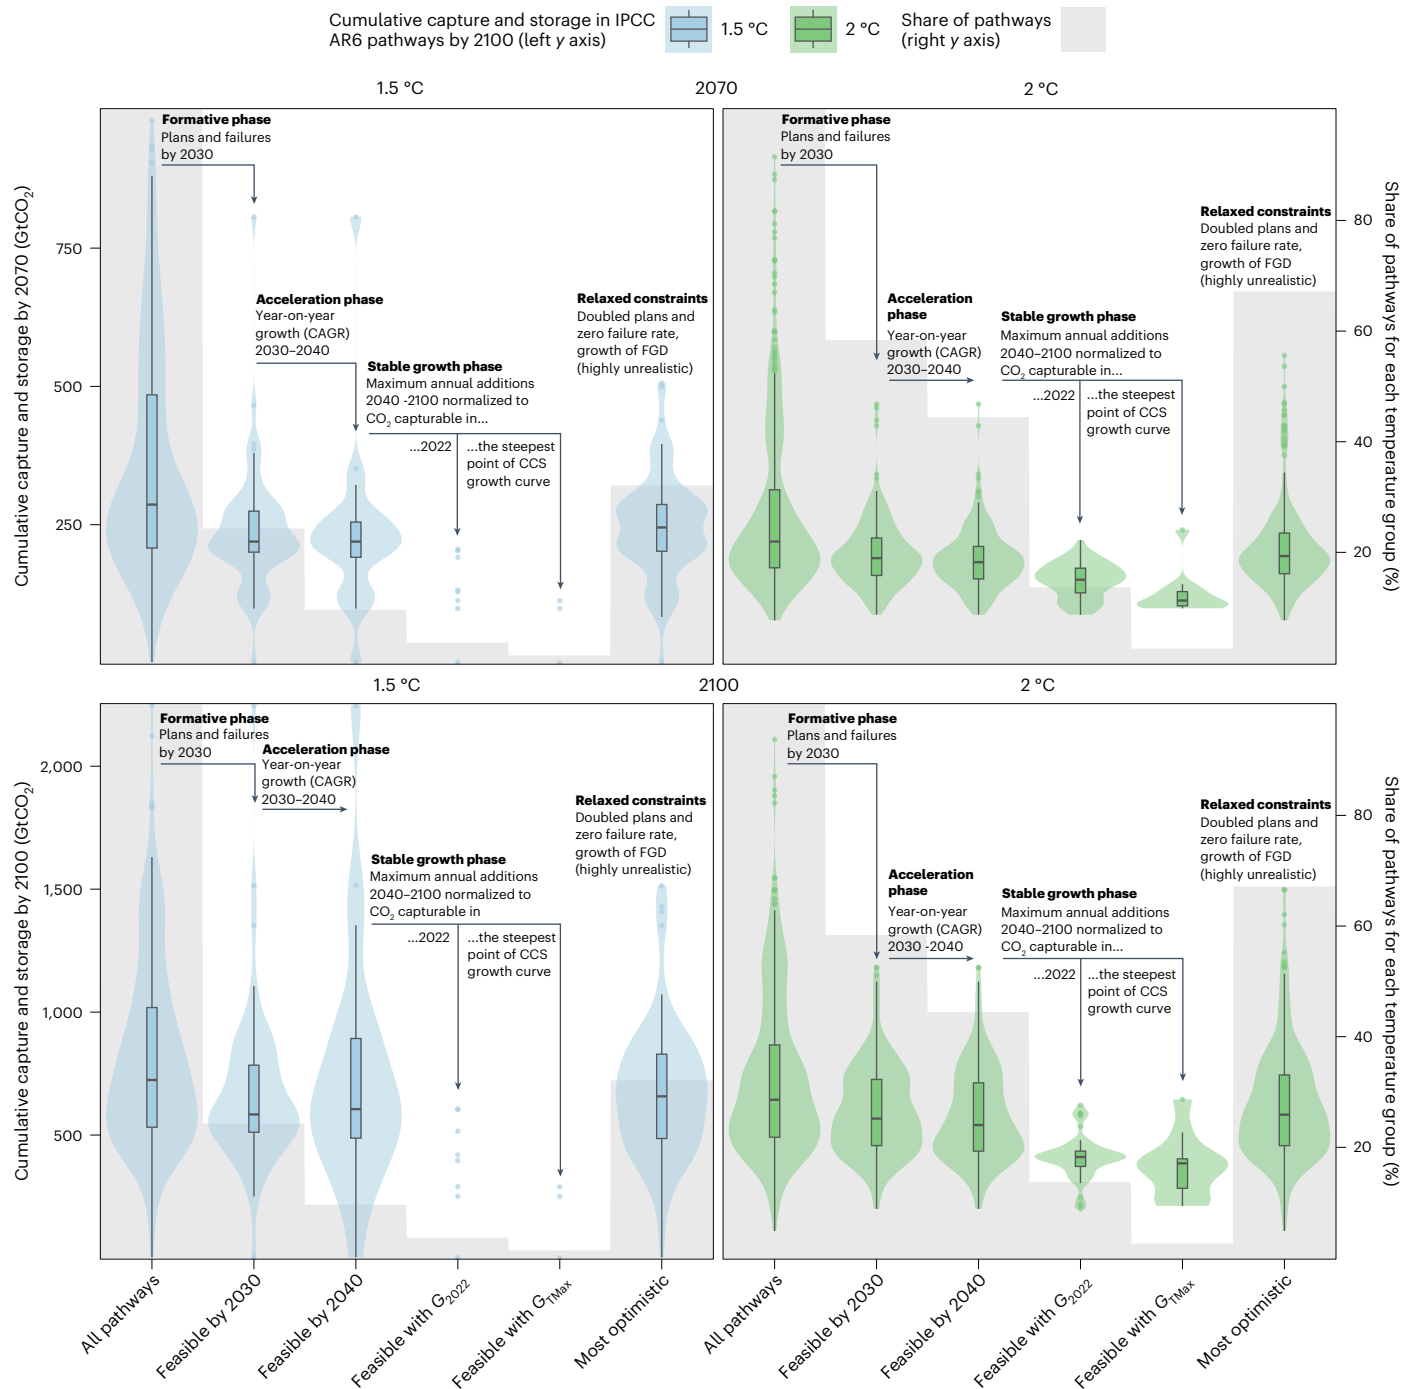 Cumulative capture and storage in IPCC
AR6 pathways by 2100 (left y axis)
1.5 °C
2 °C
Share of pathways
(right y axis)
1.5 °C
2070
2 °C
Cumulative capture and storage by 2070 (GtCO2)
750
500
250
Formative phase
Plans and failures
by 2030
Acceleration phase
Year-on-year
growth (CAGR)
2030–2040
Stable growth phase
Maximum annual additions
2040 -2100 normalized to
CO2 capturable in...
...2022
...the steepest
point of CCS
growth curve
Relaxed constraints
Doubled plans and
zero failure rate,
growth of FGD
(highly unrealistic)
Formative phase
Plans and failures
by 2030
Acceleration
phase
Year-on-year
growth (CAGR)
2030–2040
Stable growth phase
Maximum annual additions
2040–2100 normalized to
CO2 capturable in...
...2022
...the steepest
point of CCS
growth curve
Relaxed constraints
Doubled plans and
zero failure rate,
growth of FGD
(highly unrealistic)
80
60
40
20
Share of pathways for each temperature group (%)
1.5 °C
2100
2 °C
Cumulative capture and storage by 2100 (GtCO2)
2,000
1,500
1,000
500
Formative phase
Plans and failures
by 2030
Acceleration phase
Year-on-year
growth (CAGR)
2030–2040
Stable growth phase
Maximum annual additions
2040–2100 normalized to
CO2 capturable in
...2022
...the steepest
point of CCS
growth curve
Relaxed constraints
Doubled plans and
zero failure rate,
growth of FGD
(highly unrealistic)
Formative phase
Plans and failures
by 2030
Acceleration
phase
Year-on-year
growth (CAGR)
2030 -2040
Stable growth phase
Maximum annual additions
2040–2100 normalized to
CO2 capturable in...
...2022
...the steepest
point of CCS
growth curve
Relaxed constraints
Doubled plans and
zero failure rate,
growth of FGD
(highly unrealistic)
80
60
40
20
Share of pathways for each temperature group (%)
All pathways
Feasible by 2030
Feasible by 2040
Feasible with G2022
Feasible with GTMax
Most optimistic
All pathways
Feasible by 2030
Feasible by 2040
Feasible with G2022
Feasible with GTMax
Most optimistic